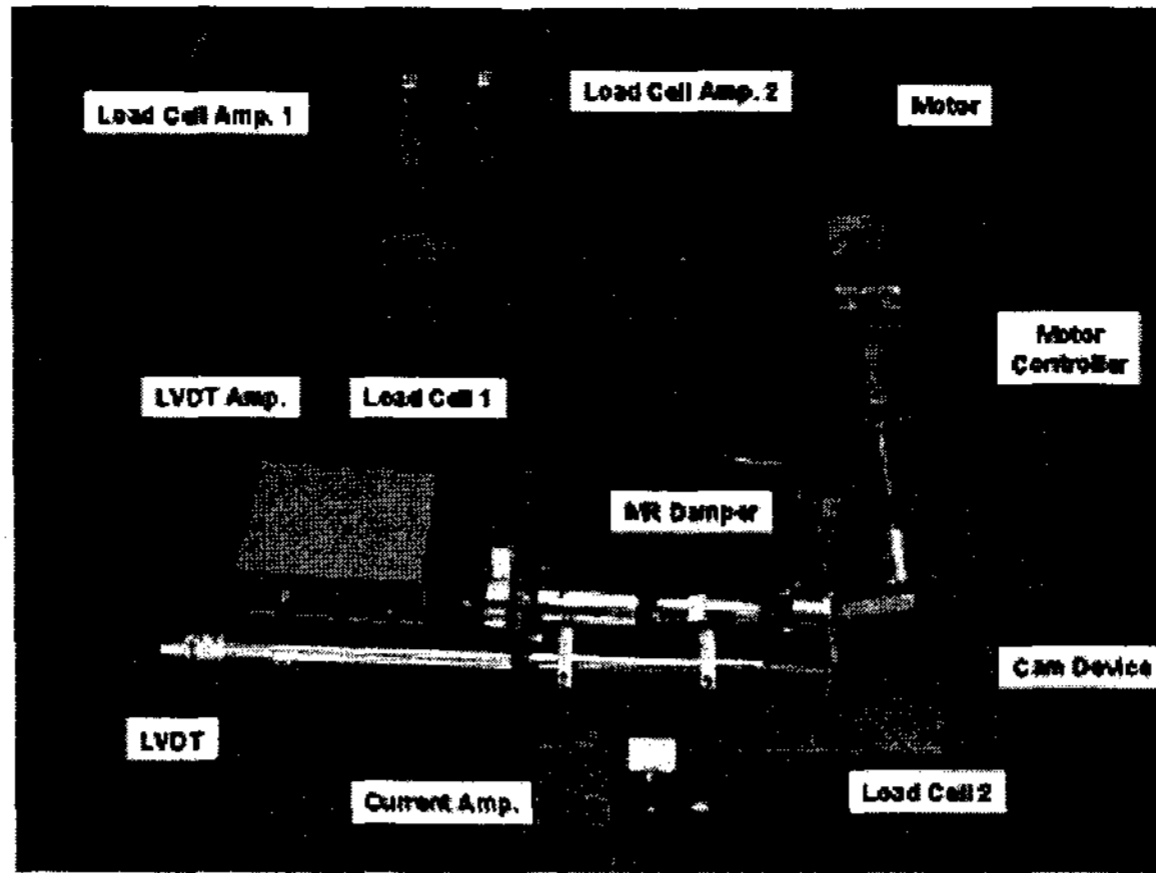 Load Cell Amp. 1
Load Cell Amp. 2
Motor
Motor
Controller
LVDT Amp.
Load Cell 1
MR Damper
Cam Device
LVDT
Current Amp.
Load Cell 2